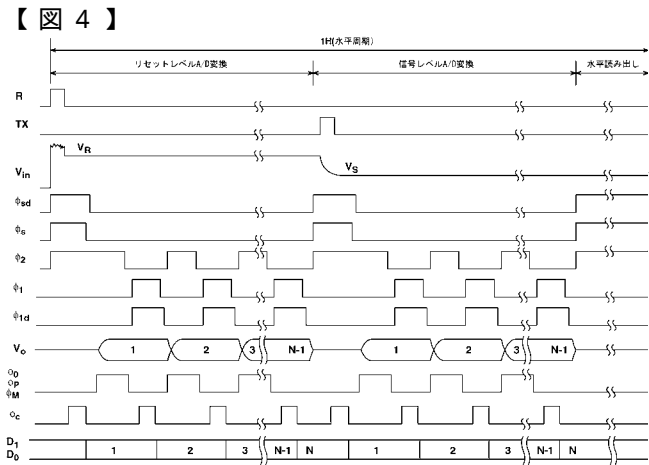 【図４】
1H(水平周期)
リセットレベルA/D変換 信号レベルA/D変換 水平読み出し
R
TX
Vin VR VS
ϕsd
ϕs
ϕ2
ϕ1
ϕ1d
Vo 1 2 3 N-1 1 2 3 N-1
ϕD
ϕP
ϕM
ϕc
D1 1 2 3 N-1 N 1 2 3 N-1 N
D0